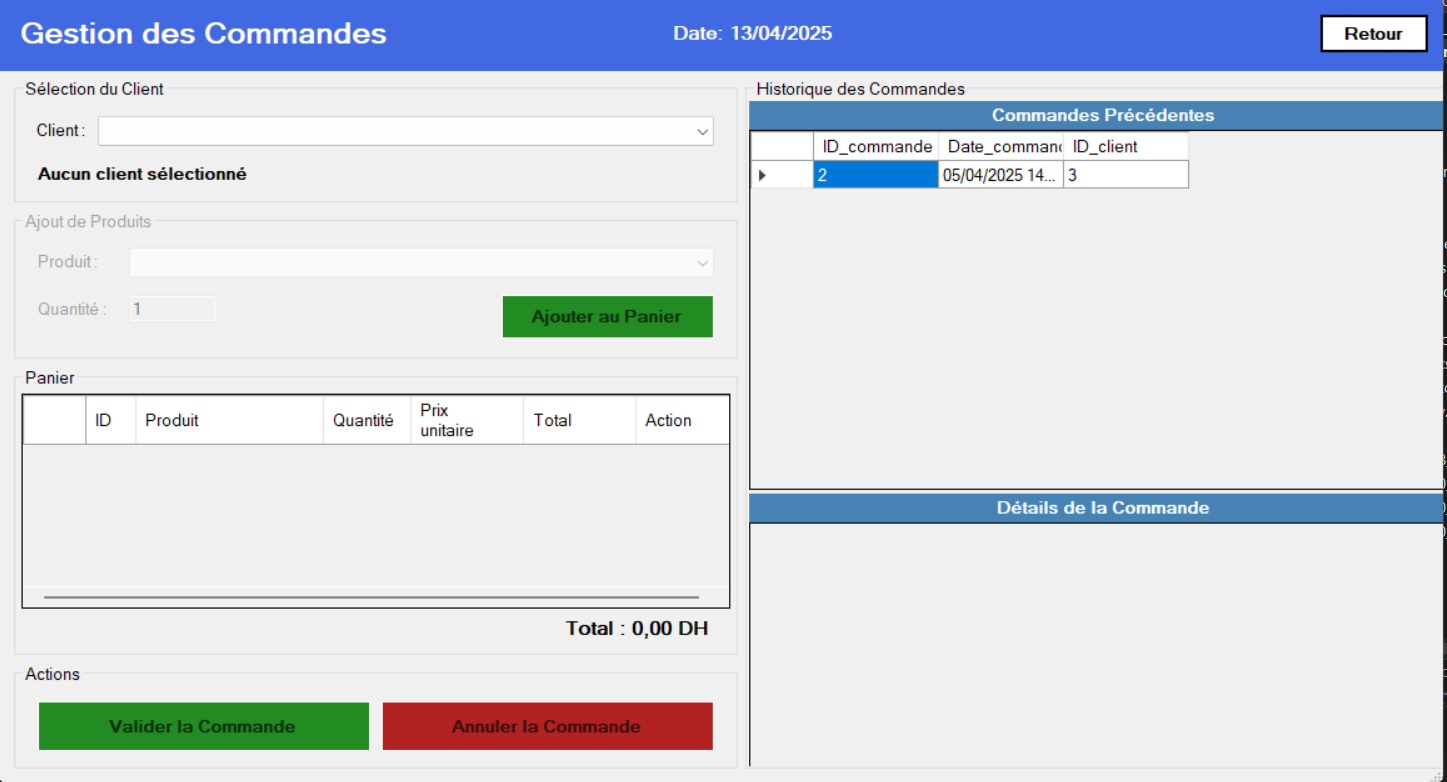 Gestion des Commandes
Date: 13/04/2025
Retour
Sélection du Client
Client :
Aucun client sélectionné
Ajout de Produits
Produit :
Quantité :
1
Ajouter au Panier
Panier
ID
Produit
Quantité
Prix
unitaire
Total
Action
Total : 0,00 DH
Actions
Valider la Commande
Annuler la Commande
Historique des Commandes
Commandes Précédentes
ID_commande
Date_command
ID_client
2
05/04/2025 14...
3
Détails de la Commande